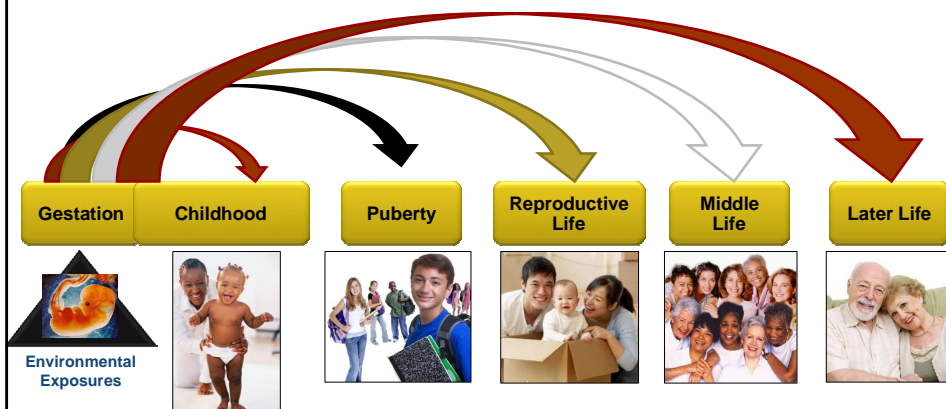 Gestation
Childhood
Puberty
Reproductive
Life
Middle
Life
Later Life
Environmental
Exposures